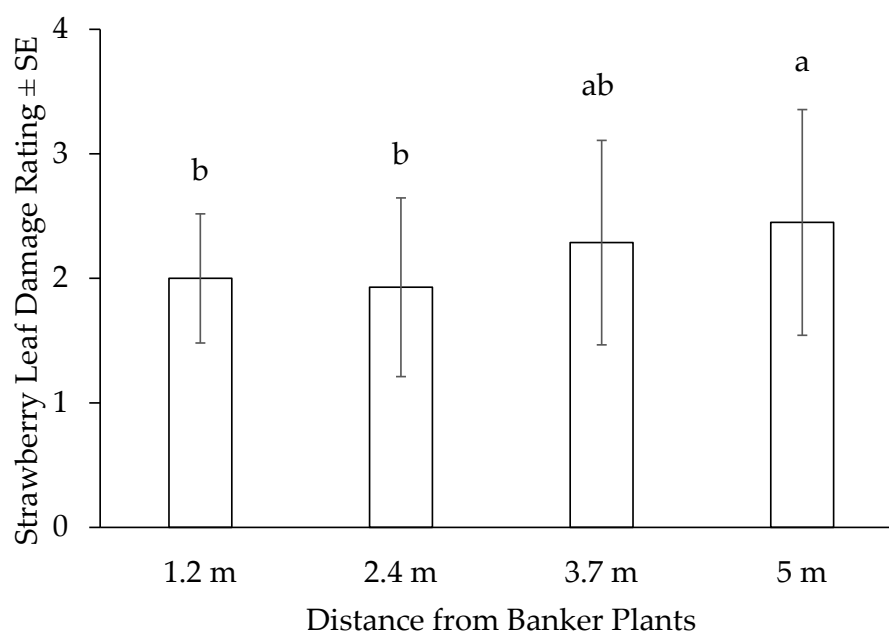 Strawberry Leaf Damage Rating ± SE
4
3
2
1
0
b
b
ab
a
1.2 m
2.4 m
3.7 m
5 m
Distance from Banker Plants